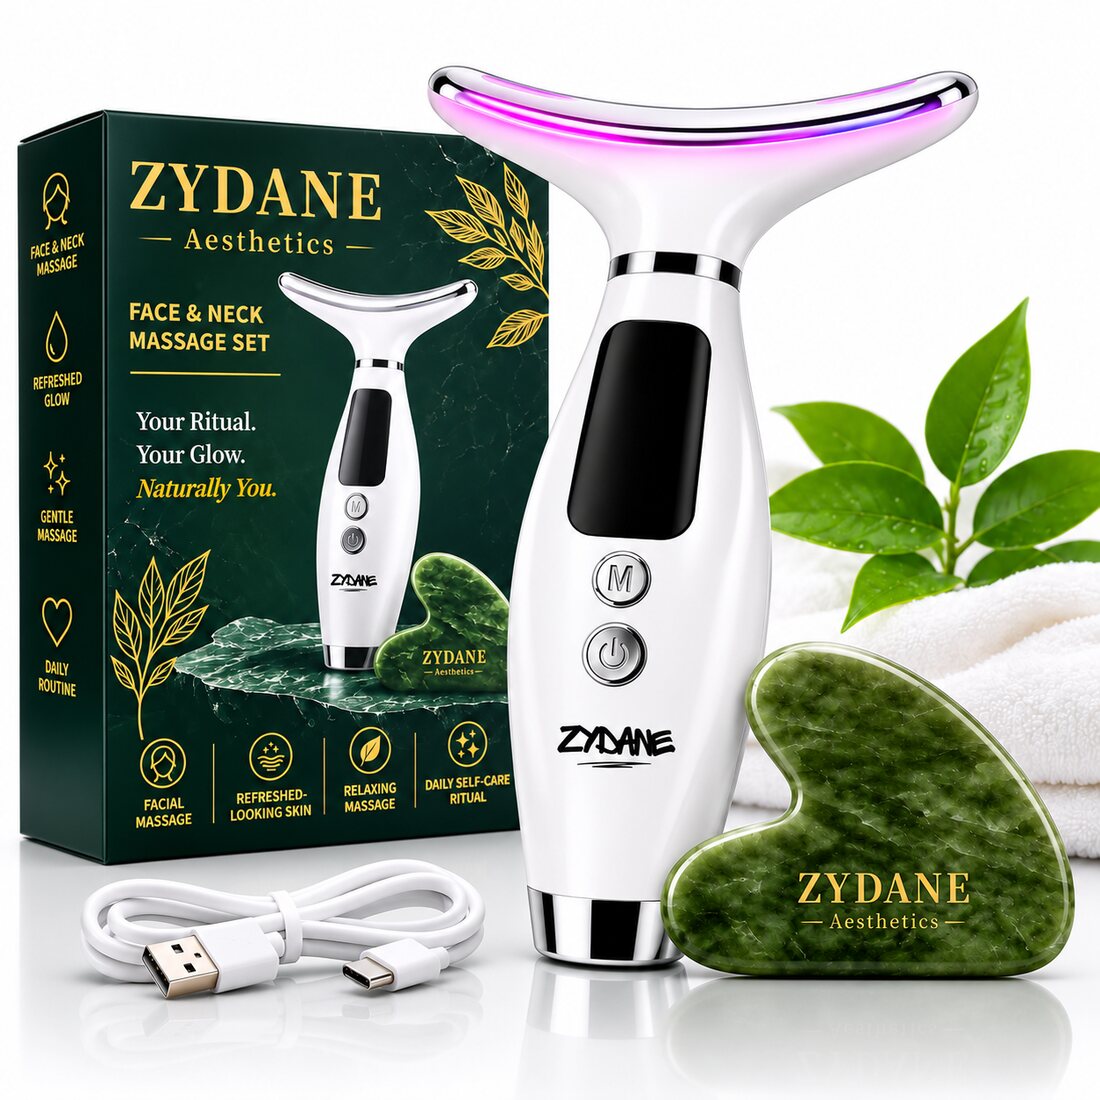 FACE & NECK
MASSAGE
REFRESHED
GLOW
GENTLE
MASSAGE
DAILY
ROUTINE
ZYDANE
Aesthetics
FACE & NECK
MASSAGE SET
Your Ritual.
Your Glow.
Naturally You.
M
ZYDANE
ZYDANE
Aesthetics
FACIAL
MASSAGE
REFRESHED-
LOOKING SKIN
RELAXING
MASSAGE
DAILY SELF-CARE
RITUAL
M
ZYDANE
ZYDANE
Aesthetics